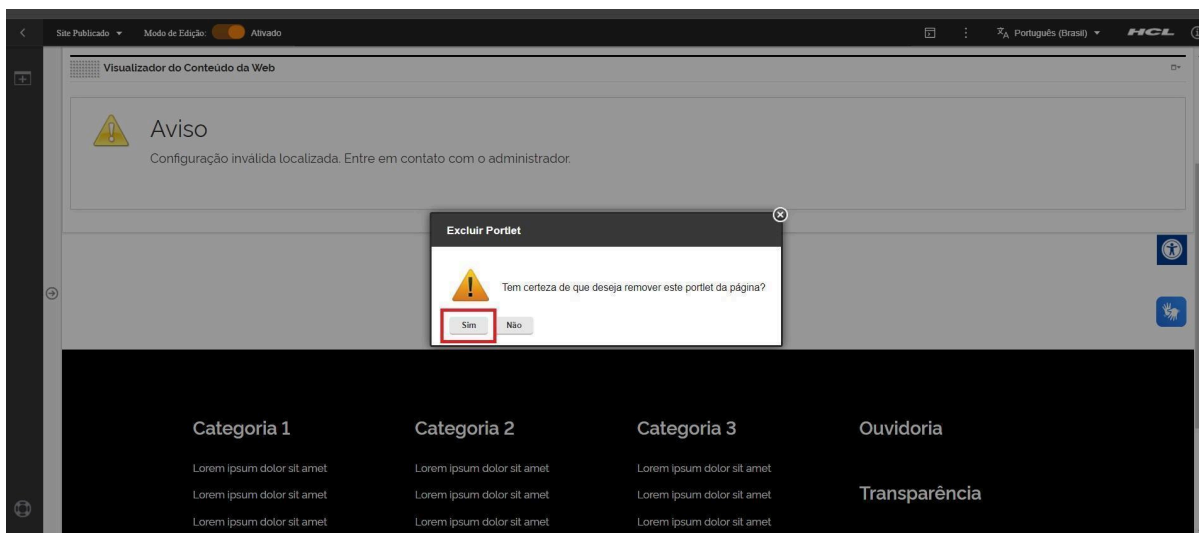 Site Publicado
Modo de Edição:
Ativado
Português (Brasil)
HCL
Visualizador do Conteúdo da Web
Aviso
Configuração inválida localizada. Entre em contato com o administrador.
Excluir Portlet
Tem certeza de que deseja remover este portlet da página?
Sim
Não
Categoria 1
Categoria 2
Categoria 3
Ouvidoria
Lorem ipsum dolor sit amet
Lorem ipsum dolor sit amet
Lorem ipsum dolor sit amet
Lorem ipsum dolor sit amet
Lorem ipsum dolor sit amet
Lorem ipsum dolor sit amet
Transparência
Lorem ipsum dolor sit amet
Lorem ipsum dolor sit amet
Lorem ipsum dolor sit amet